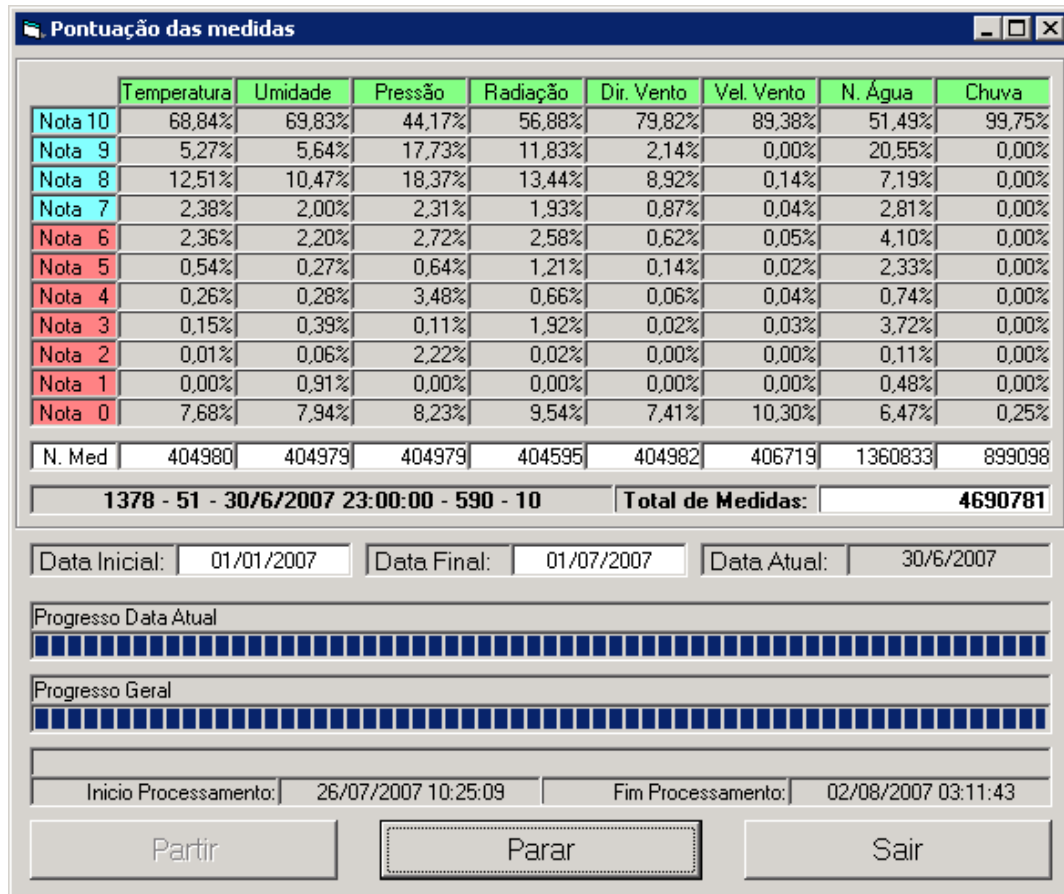 Pontuação das medidas
Temperatura Umidade Pressão Radiação Dir. Vento Vel. Vento N. Água Chuva
Nota 10 68,84% 69,83% 44,17% 56,88% 79,82% 89,38% 51,49% 99,75%
Nota 9 5,27% 5,64% 17,73% 11,83% 2,14% 0,00% 20,55% 0,00%
Nota 8 12,51% 10,47% 18,37% 13,44% 8,92% 0,14% 7,19% 0,00%
Nota 7 2,38% 2,00% 2,31% 1,93% 0,87% 0,04% 2,81% 0,00%
Nota 6 2,36% 2,20% 2,72% 2,58% 0,62% 0,05% 4,10% 0,00%
Nota 5 0,54% 0,27% 0,64% 1,21% 0,14% 0,02% 2,33% 0,00%
Nota 4 0,26% 0,28% 3,48% 0,66% 0,06% 0,04% 0,74% 0,00%
Nota 3 0,15% 0,39% 0,11% 1,92% 0,02% 0,03% 3,72% 0,00%
Nota 2 0,01% 0,06% 2,22% 0,02% 0,00% 0,00% 0,11% 0,00%
Nota 1 0,00% 0,91% 0,00% 0,00% 0,00% 0,00% 0,48% 0,00%
Nota 0 7,68% 7,94% 8,23% 9,54% 7,41% 10,30% 6,47% 0,25%
N. Med 404980 404979 404979 404595 404982 406719 1360833 899098
1378 - 51 - 30/6/2007 23:00:00 - 590 - 10 Total de Medidas: 4690781
Data Inicial: 01/01/2007 Data Final: 01/07/2007 Data Atual: 30/6/2007
Progresso Data Atual
Progresso Geral
Inicio Processamento: 26/07/2007 10:25:09 Fim Processamento: 02/08/2007 03:11:43
Partir Parar Sair